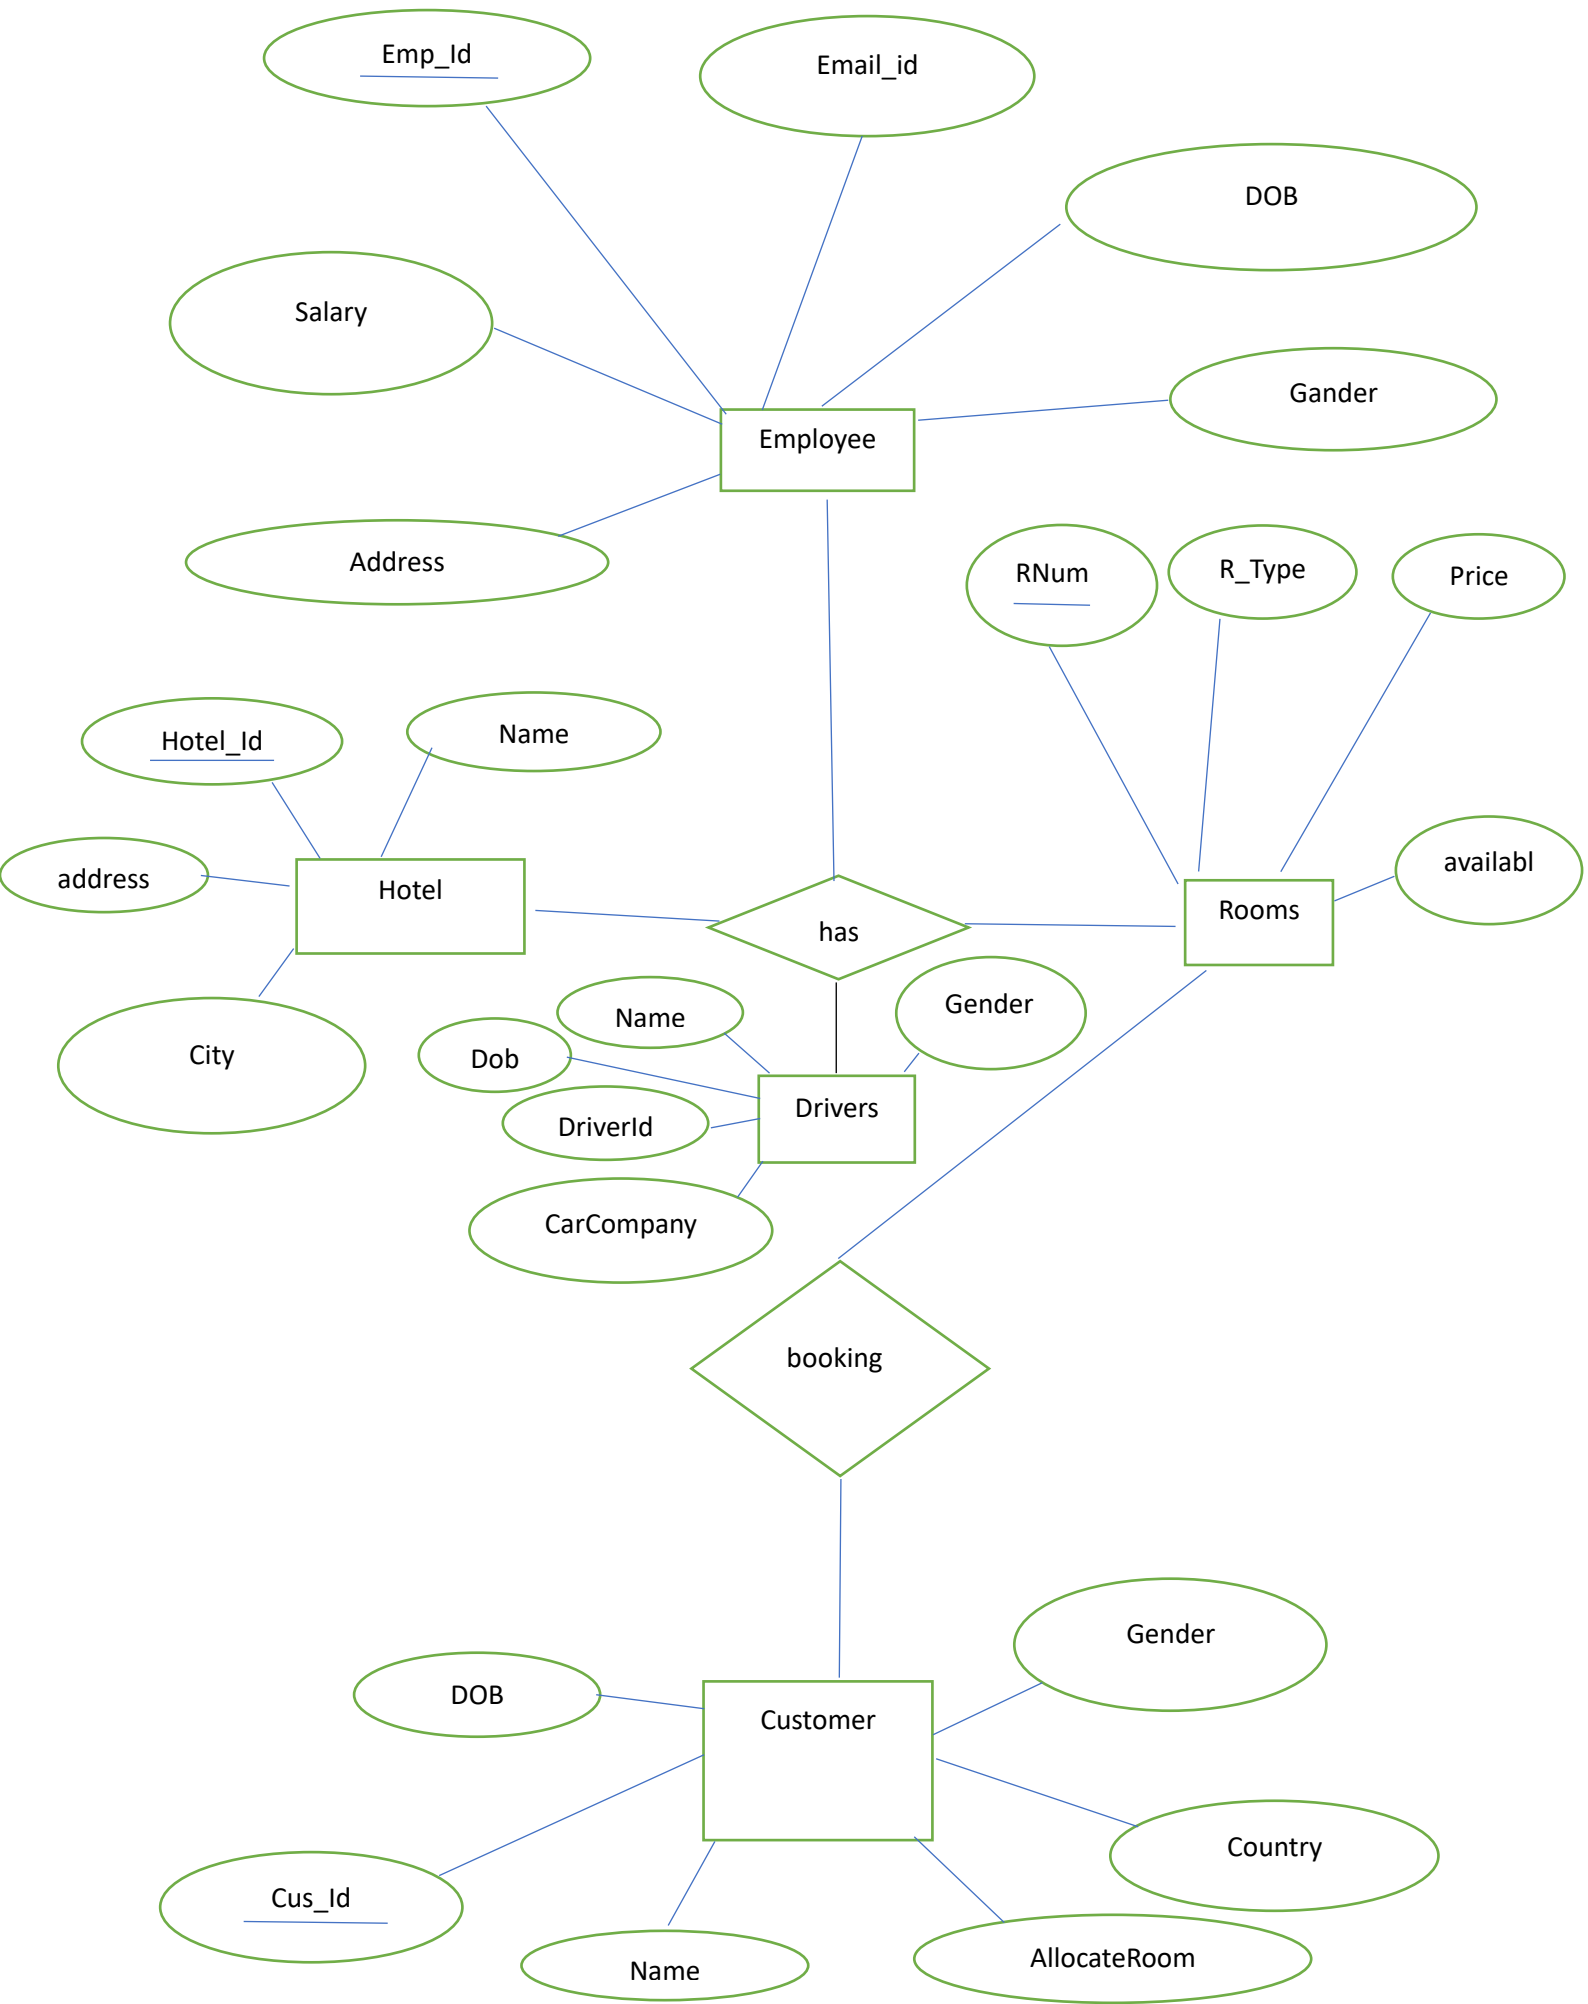 Emp_Id
Email_id
DOB
Salary
Gander
Employee
Address
RNum
R_Type
Price
Hotel_Id
Name
address
Hotel
has
Rooms
availabl
City
Name
Gender
Dob
Drivers
DriverId
CarCompany
booking
Gender
DOB
Customer
Country
Cus_Id
Name
AllocateRoom